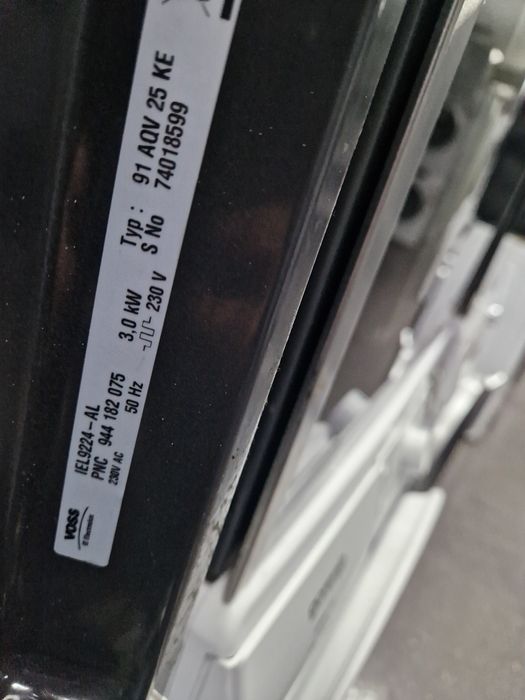 VOSS
Electrolux
IEL9224-AL
PNC 944 182 075
230V AC 50 Hz
3,0 kW
230 V
Typ : 91 AQV 25 KE
S No 74018599